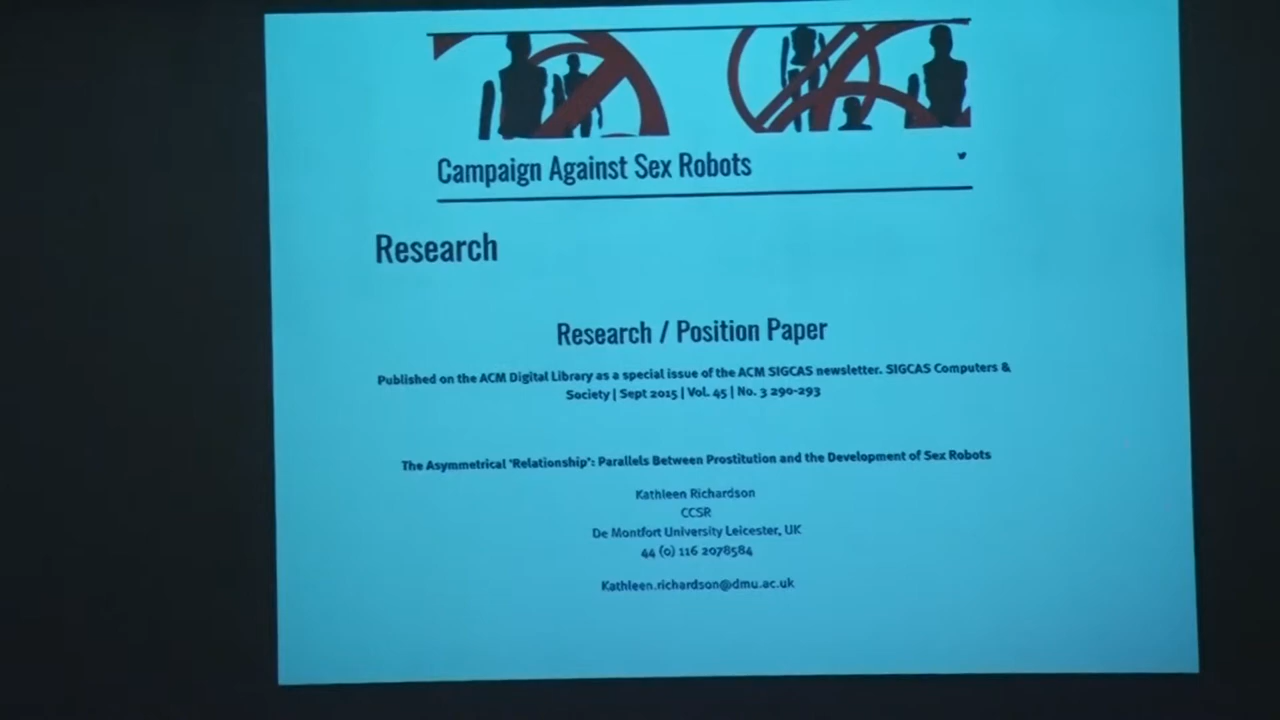 Campaign Against Sex Robots
Research
Research / Position Paper
Published on the ACM Digital Library as a special issue of the ACM SIGCAS newsletter. SIGCAS Computers &
Society | Sept 2015 | Vol. 45 | No. 3 290-293
The Asymmetrical 'Relationship': Parallels Between Prostitution and the Development of Sex Robots
Kathleen Richardson
CCSR
De Montfort University Leicester, UK
44 (0) 116 2078584
Kathleen.richardson@dmu.ac.uk